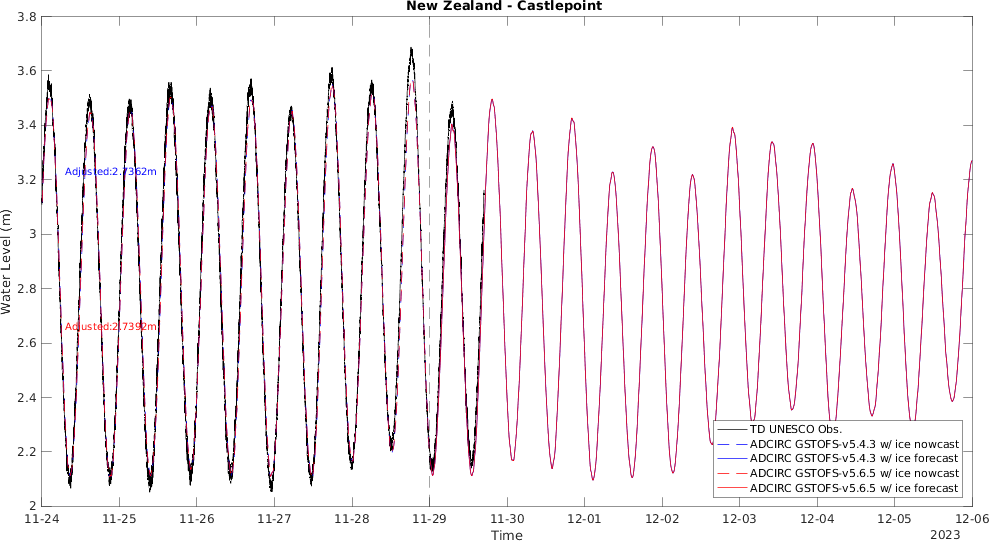 New Zealand - Castlepoint
3.8
3.6
3.4
3.2
3
2.8
2.6
2.4
2.2
2
Water Level (m)
Adjusted:2.7362m
Adjusted:2.7392m
TD UNESCO Obs.
ADCIRC GSTOFS-v5.4.3 w/ ice nowcast
ADCIRC GSTOFS-v5.4.3 w/ ice forecast
ADCIRC GSTOFS-v5.6.5 w/ ice nowcast
ADCIRC GSTOFS-v5.6.5 w/ ice forecast
11-24 11-25 11-26 11-27 11-28 11-29 11-30 12-01 12-02 12-03 12-04 12-05 12-06
Time
2023